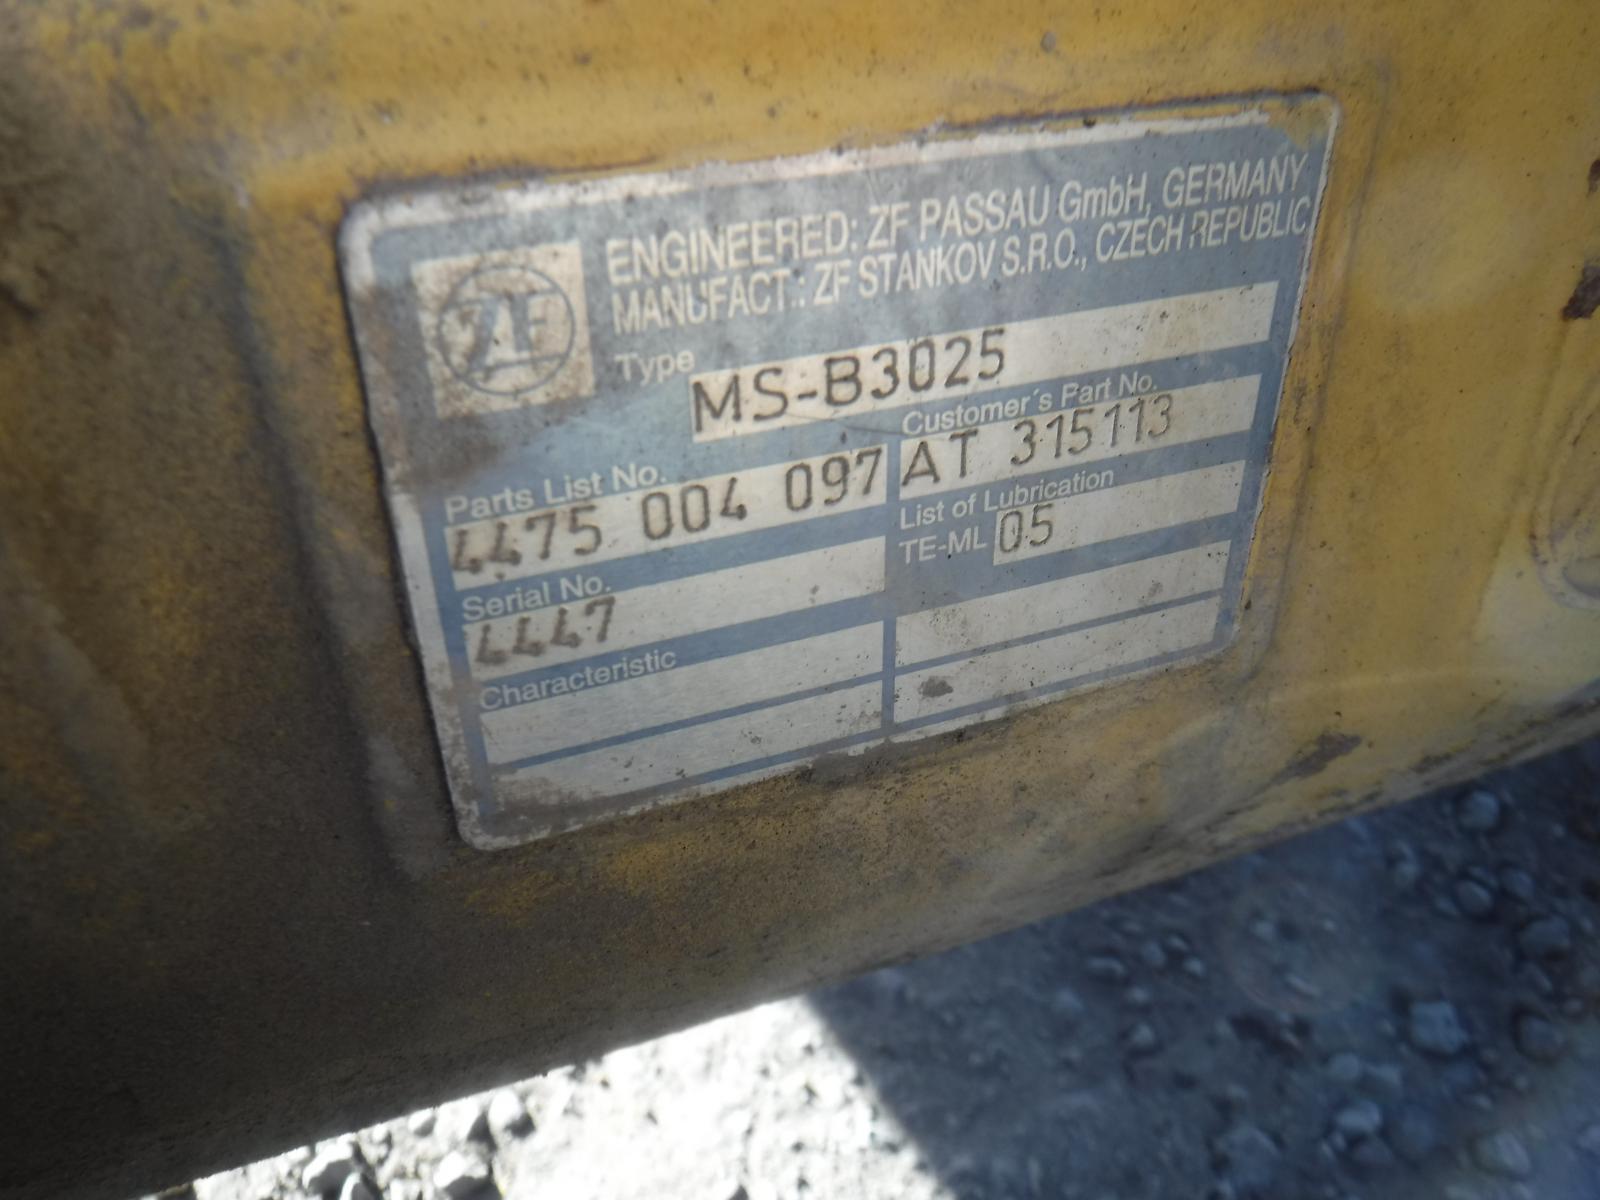 ZF
ENGINEERED: ZF PASSAU GmbH, GERMANY
MANUFACT.: ZF STANKOV S.R.O., CZECH REPUBLIC
Type MS-B3025
Parts List No.
4475 004 097
Customer's Part No.
AT 315113
Serial No.
4447
List of Lubrication
TE-ML 05
Characteristic